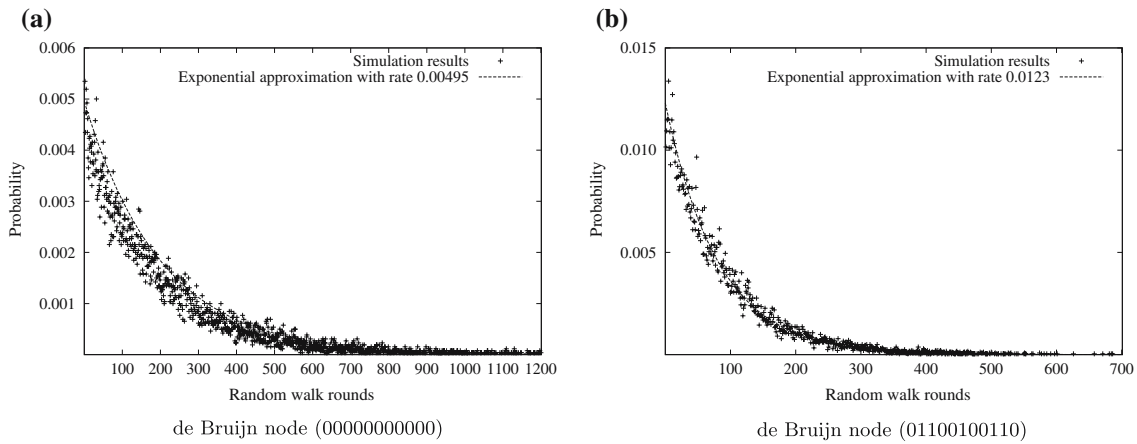 (a)
Simulation results
Exponential approximation with rate 0.00495
0.006
0.005
0.004
0.003
0.002
0.001
Probability
100 200 300 400 500 600 700 800 900 1000 1100 1200
Random walk rounds
de Bruijn node (00000000000)
(b)
Simulation results
Exponential approximation with rate 0.0123
0.015
0.010
0.005
Probability
100 200 300 400 500 600 700
Random walk rounds
de Bruijn node (01100100110)